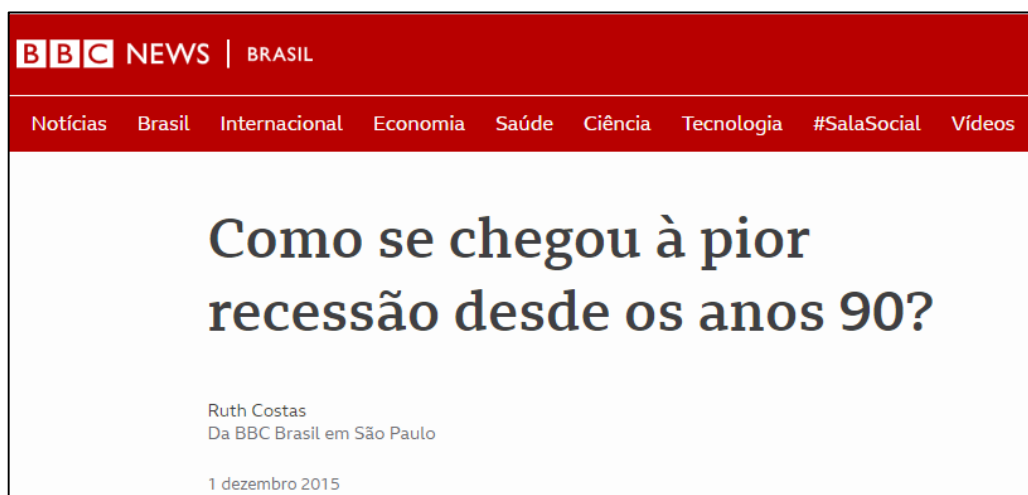 BBC NEWS | BRASIL
Notícias Brasil Internacional Economia Saúde Ciência Tecnologia #SalaSocial Vídeos
Como se chegou à pior
recessão desde os anos 90?
Ruth Costas
Da BBC Brasil em São Paulo
1 dezembro 2015